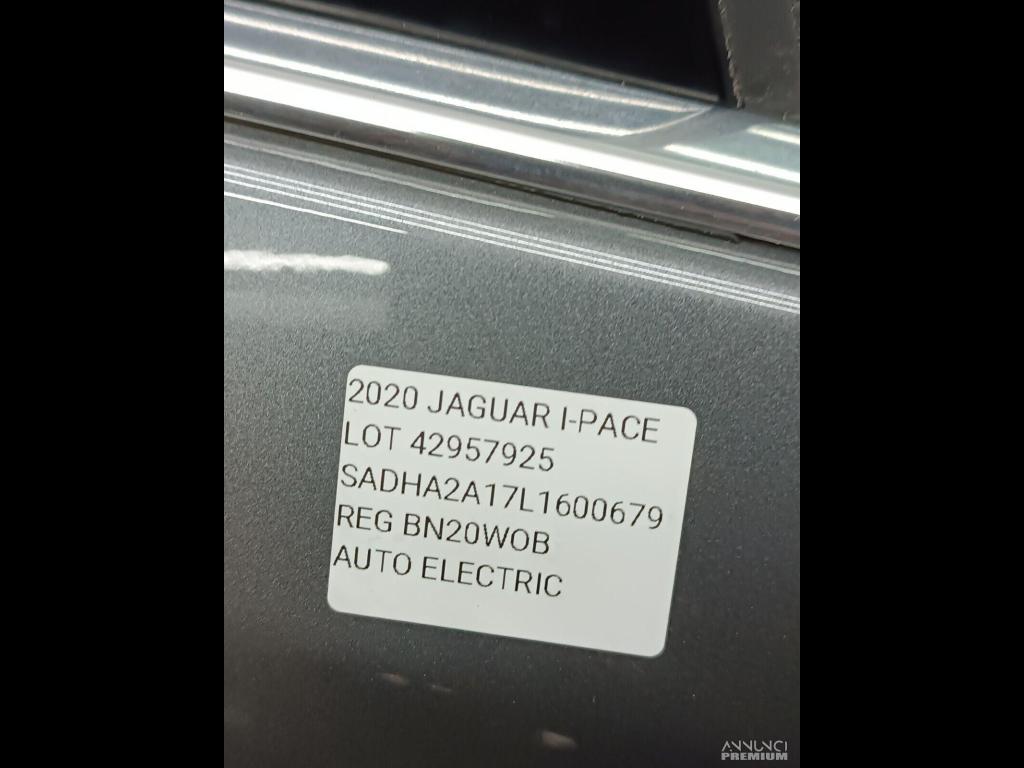 2020 JAGUAR I-PACE
LOT 42957925
SADHA2A17L1600679
REG BN20WOB
AUTO ELECTRIC
ANNUNCI
PREMIUM